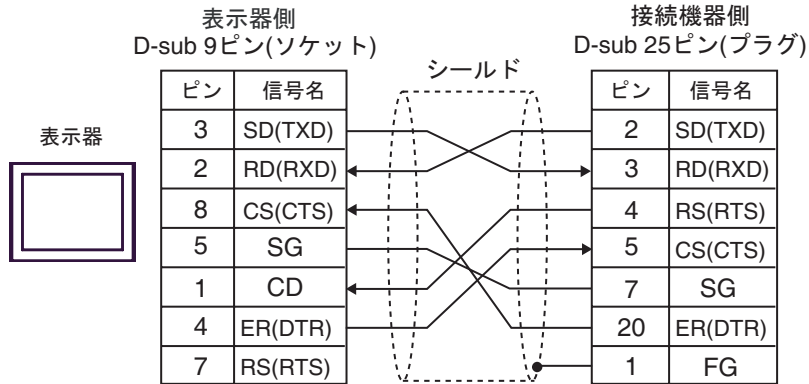 表示器側
D-sub 9ピン(ソケット)
接続機器側
D-sub 25ピン(プラグ)
シールド
表示器
ピン 信号名
3 SD(TXD)
2 RD(RXD)
8 CS(CTS)
5 SG
1 CD
4 ER(DTR)
7 RS(RTS)
ピン 信号名
2 SD(TXD)
3 RD(RXD)
4 RS(RTS)
5 CS(CTS)
7 SG
20 ER(DTR)
1 FG